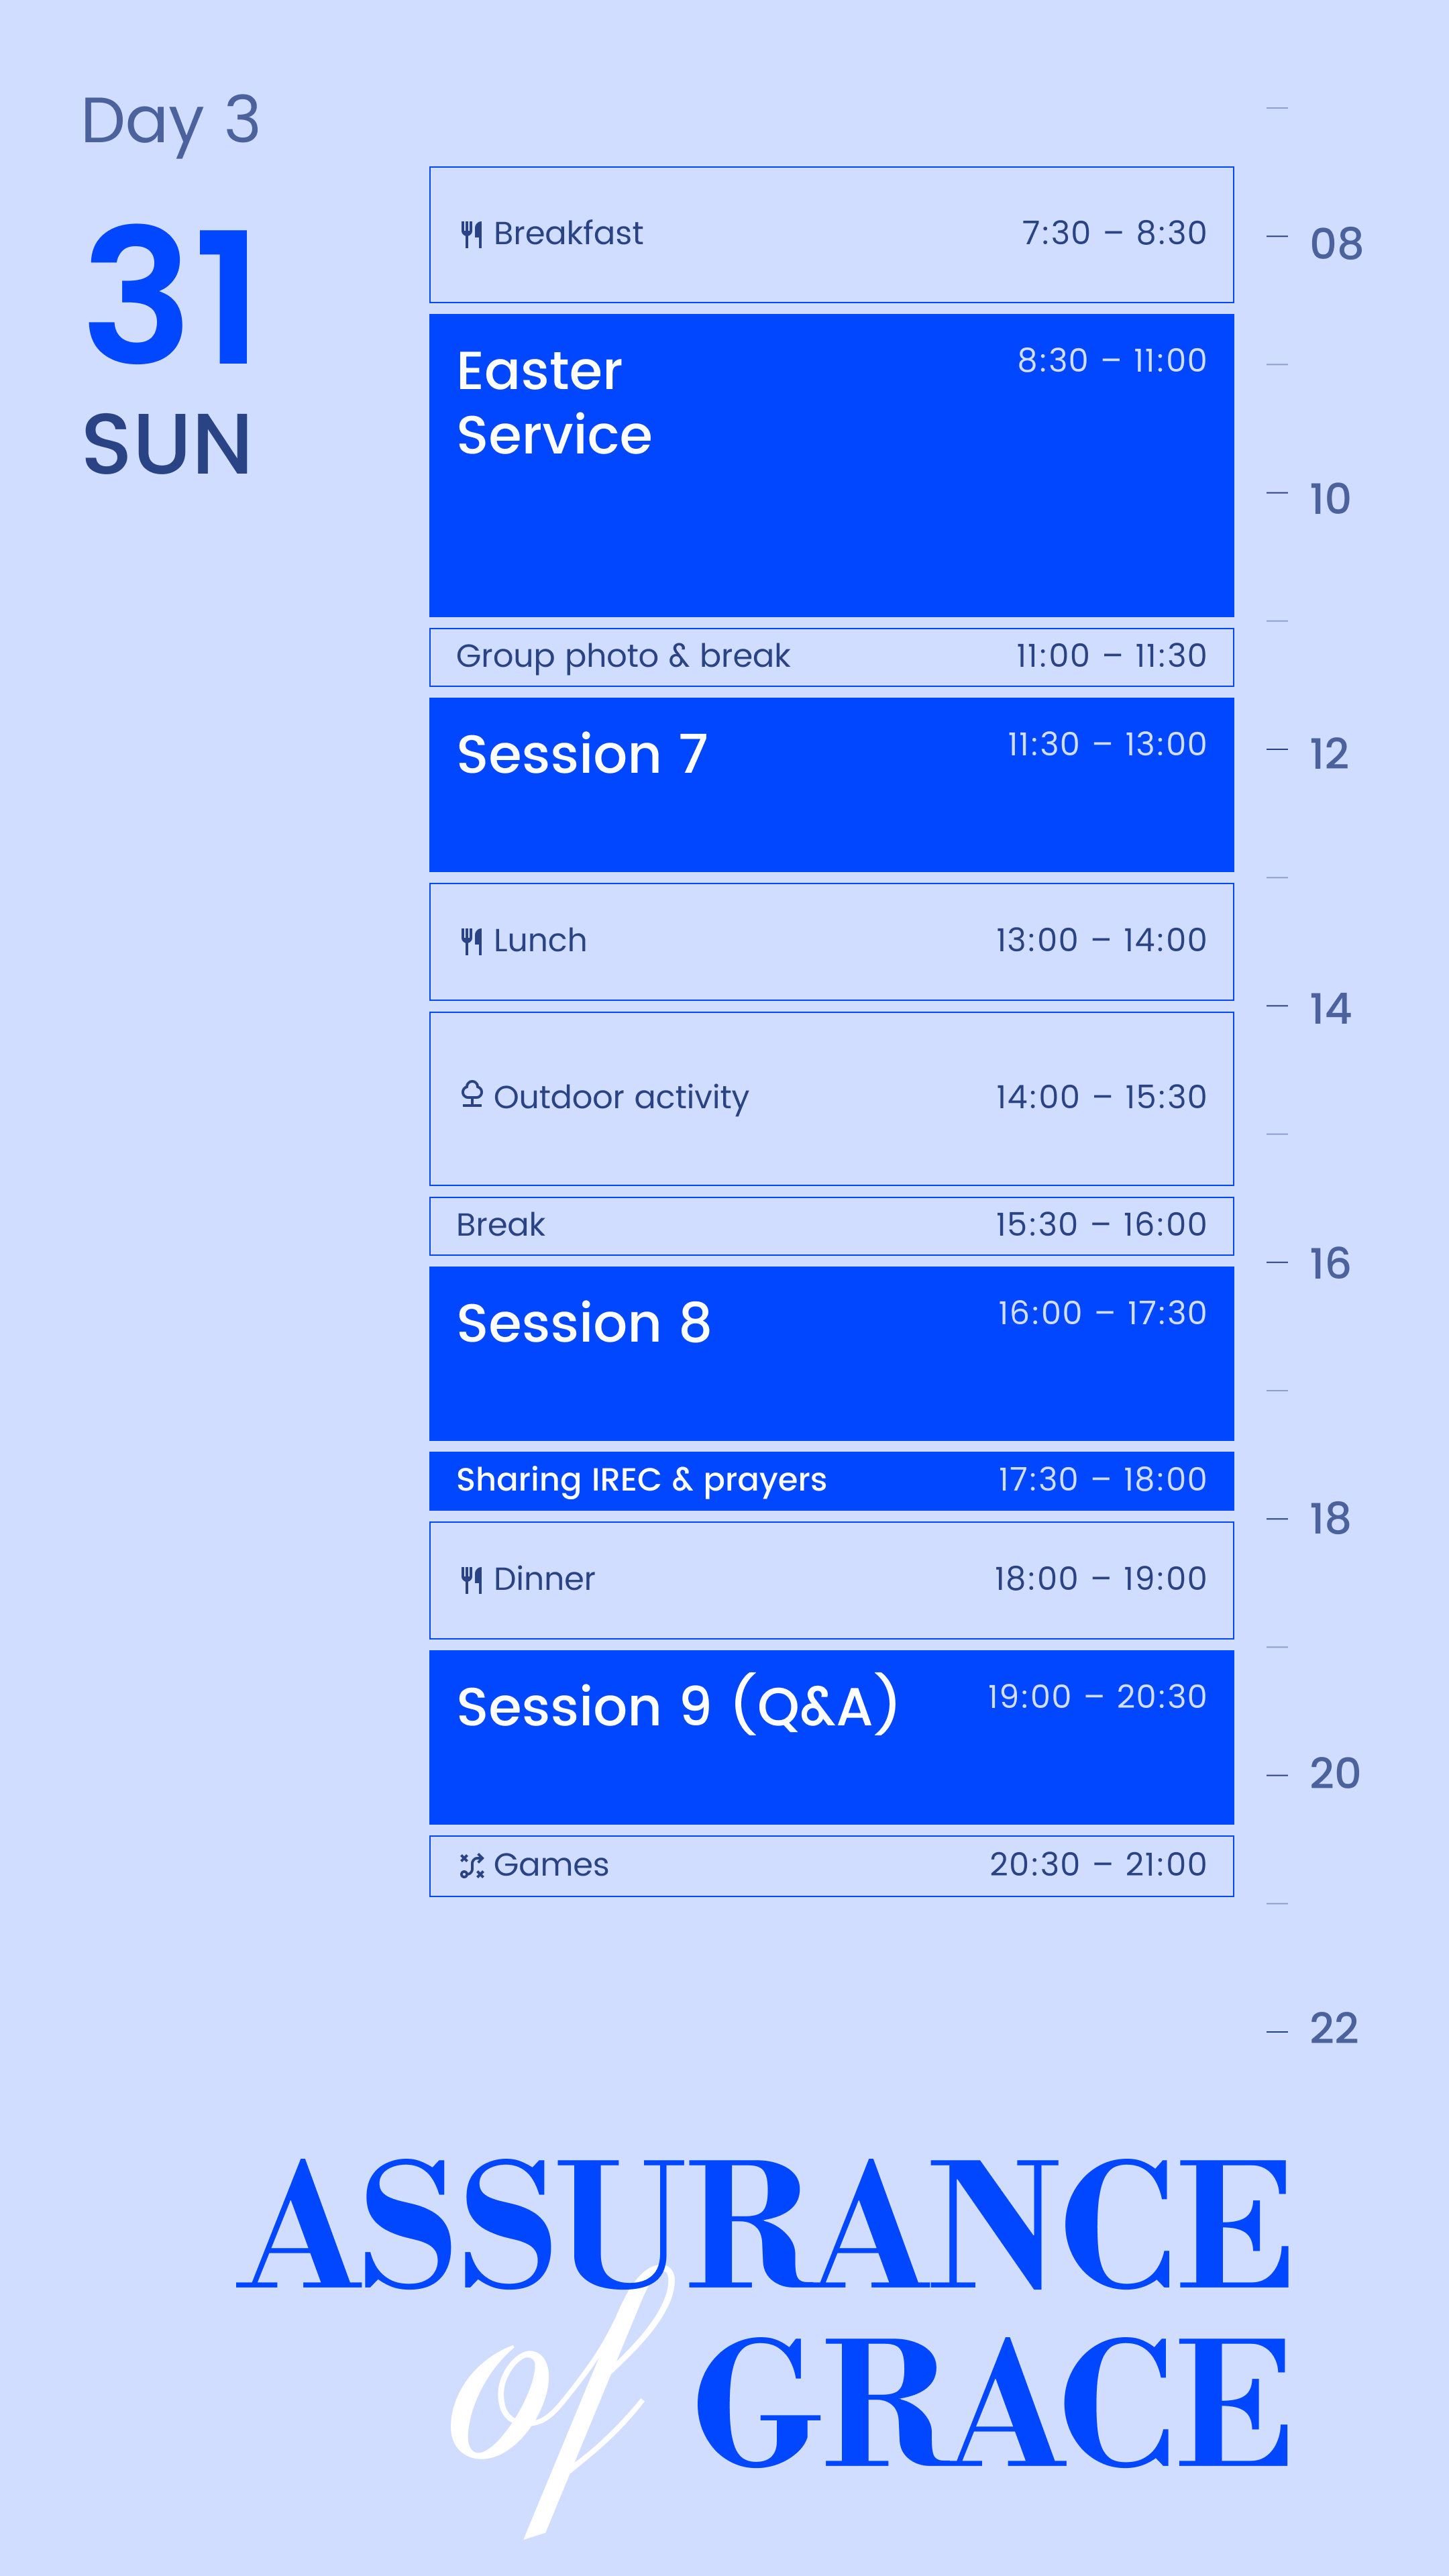 Day 3
31
SUN
Breakfast 7:30 – 8:30
Easter 8:30 – 11:00
Service
Group photo & break 11:00 – 11:30
Session 7 11:30 – 13:00
Lunch 13:00 – 14:00
Outdoor activity 14:00 – 15:30
Break 15:30 – 16:00
Session 8 16:00 – 17:30
Sharing IREC & prayers 17:30 – 18:00
Dinner 18:00 – 19:00
Session 9 (Q&A) 19:00 – 20:30
Games 20:30 – 21:00
08
10
12
14
16
18
20
22
ASSURANCE
of GRACE